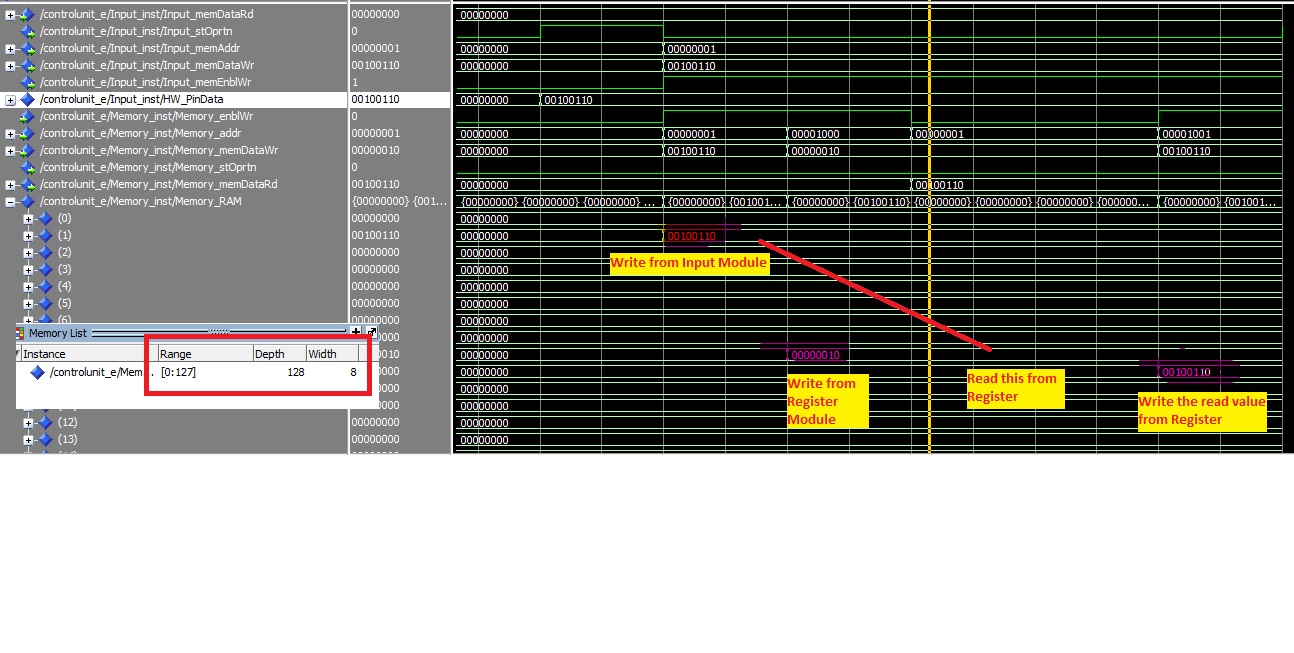 /controlunit_e/Input_inst/Input_memDataRd 00000000 00000000
/controlunit_e/Input_inst/Input_stOprtn 0
/controlunit_e/Input_inst/Input_memAddr 00000001 00000000 00000001
/controlunit_e/Input_inst/Input_memDataWr 00100110 00000000 00100110
/controlunit_e/Input_inst/Input_memEnblWr 1
/controlunit_e/Input_inst/HW_PinData 00100110 00000000 00100110
/controlunit_e/Memory_inst/Memory_enblWr 0
/controlunit_e/Memory_inst/Memory_addr 00000001 00000000 00000001 00001000 00000001 00001001
/controlunit_e/Memory_inst/Memory_memDataWr 00000010 00000000 00100110 00000010 00100110
/controlunit_e/Memory_inst/Memory_stOprtn 0
/controlunit_e/Memory_inst/Memory_memDataRd 00100110 00000000 00100110
/controlunit_e/Memory_inst/Memory_RAM {00000000} {001... {00000000} {00000000} {00000000} ... {00000000} {001001... {00000000} {00100110} {00000000} {00000000} {00000000} {000000... {00000000} {001001...
(0) 00000000 00000000
(1) 00000000 00000000 00100110
(2) 00000000 00000000
Write from Input Module
(3) 00000000 00000000
(4) 00000000 00000000
(5) 00000000 00000000
(6) 00000000 00000000
Memory List
00000000
Instance Range Depth Width
00000000 00000010
/controlunit_e/Mem... [0:127] 128 8
00000000 00000000 00100110
Write from
Register
Module
Read this from
Register
Write the read value
from Register
00000000 00000000
00000000 00000000
(12) 00000000 00000000
(13) 00000000 00000000